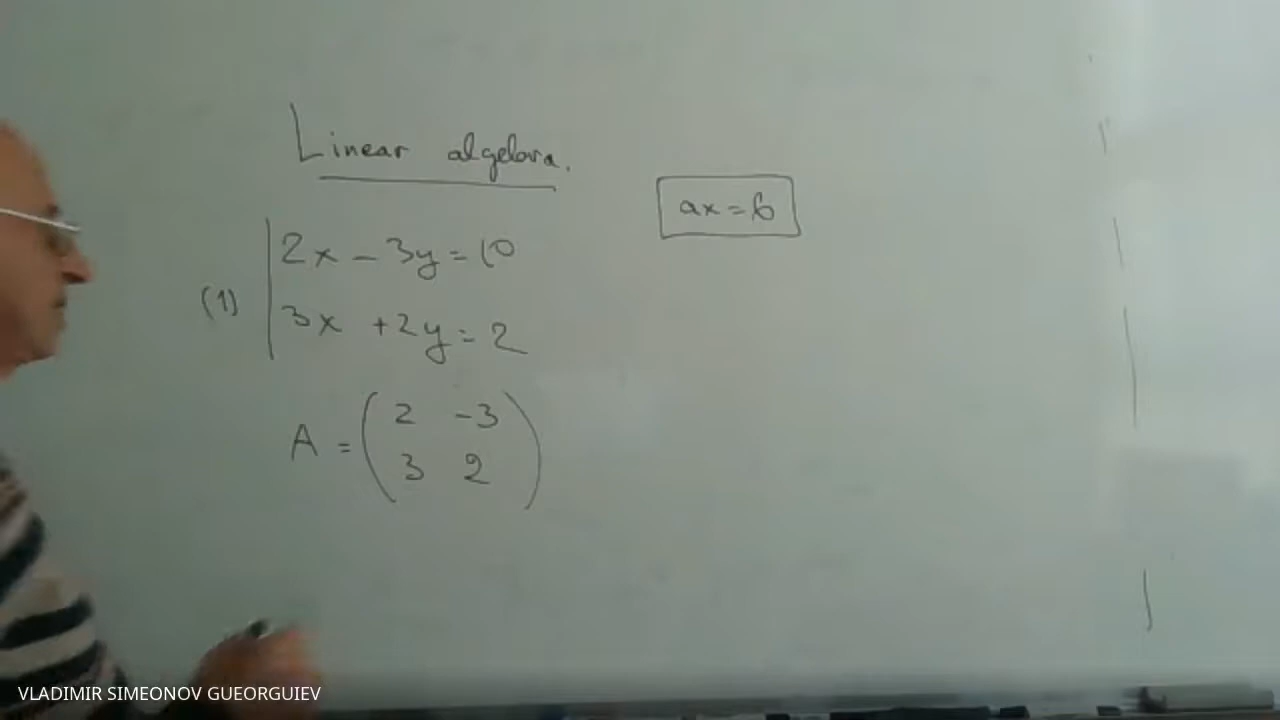 Linear algebra.
ax = b
(1) 2x - 3y = 10
3x + 2y = 2
A = ( 2 -3
3 2 )
VLADIMIR SIMEONOV GUEORGUIEV